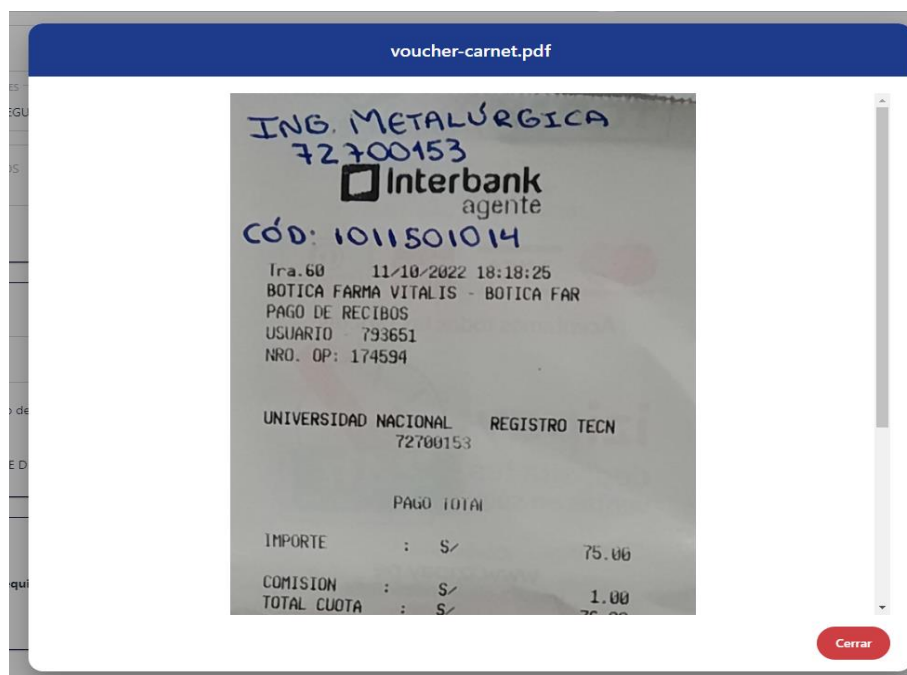 voucher-carnet.pdf
ING. METALÚRGICA
72700153
Interbank
agente
CÓD: 1011501014
Tra.60 11/10/2022 18:18:25
BOTICA FARMA VITALIS - BOTICA FAR
PAGO DE RECIBOS
USUARIO - 793651
NRO. OP: 174594
UNIVERSIDAD NACIONAL REGISTRO TECN
72700153
PAGO TOTAL
IMPORTE : S/ 75.00
COMISION : S/ 1.00
TOTAL CUOTA : S/
Cerrar